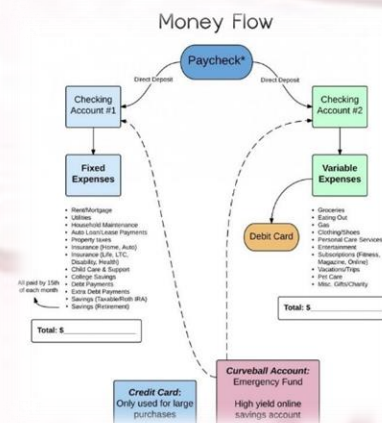 Money Flow
Paycheck*
Direct Deposit
Direct Deposit
Checking
Account #1
Checking
Account #2
Fixed
Expenses
Variable
Expenses
• Rent/Mortgage
• Utilities
• Household Maintenance
• Auto Loan/Lease Payments
• Property taxes
• Insurance (Home, Auto)
• Insurance (Life, LTC,
Disability, Health)
• Child Care & Support
• College Savings
• Debt Payments
• Extra Debt Payments
• Savings (Taxable/Roth IRA)
• Savings (Retirement)
All paid by 15th
of each month
Total: $
Debit Card
• Groceries
• Eating Out
• Gas
• Clothing/Shoes
• Personal Care Services
• Entertainment
• Subscriptions (Fitness,
Magazine, Online)
• Vacations/Trips
• Pet Care
• Misc. Gifts/Charity
Total: $
Credit Card:
Only used for large
purchases
Curveball Account:
Emergency Fund
High yield online
savings account